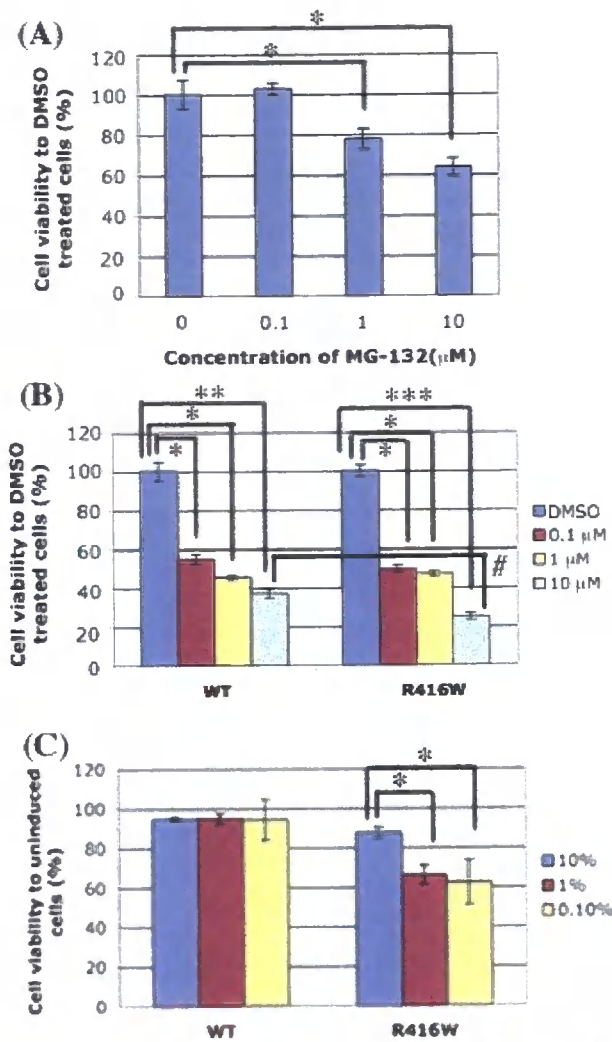 (A)
Cell viability to DMSO
treated cells (%)
120
100
80
60
40
20
0
*
*
0 0.1 1 10
Concentration of MG-132(μM)
(B)
Cell viability to DMSO
treated cells (%)
120
100
80
60
40
20
0
**
*
*
***
*
*
#
DMSO
0.1 μM
1 μM
10 μM
WT R416W
(C)
Cell viability to uninduced
cells (%)
120
100
80
60
40
20
0
*
*
10%
1%
0.10%
WT R416W